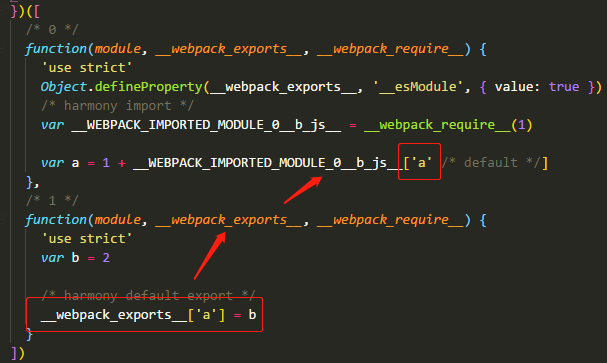 })([
/* 0 */
function(module, __webpack_exports__, __webpack_require__) {
'use strict'
Object.defineProperty(__webpack_exports__, '__esModule', { value: true })
/* harmony import */
var __WEBPACK_IMPORTED_MODULE_0__b_js__ = __webpack_require__(1)
var a = 1 + __WEBPACK_IMPORTED_MODULE_0__b_js__['a' /* default */]
},
/* 1 */
function(module, __webpack_exports__, __webpack_require__) {
'use strict'
var b = 2
/* harmony default export */
__webpack_exports__['a'] = b
}
])